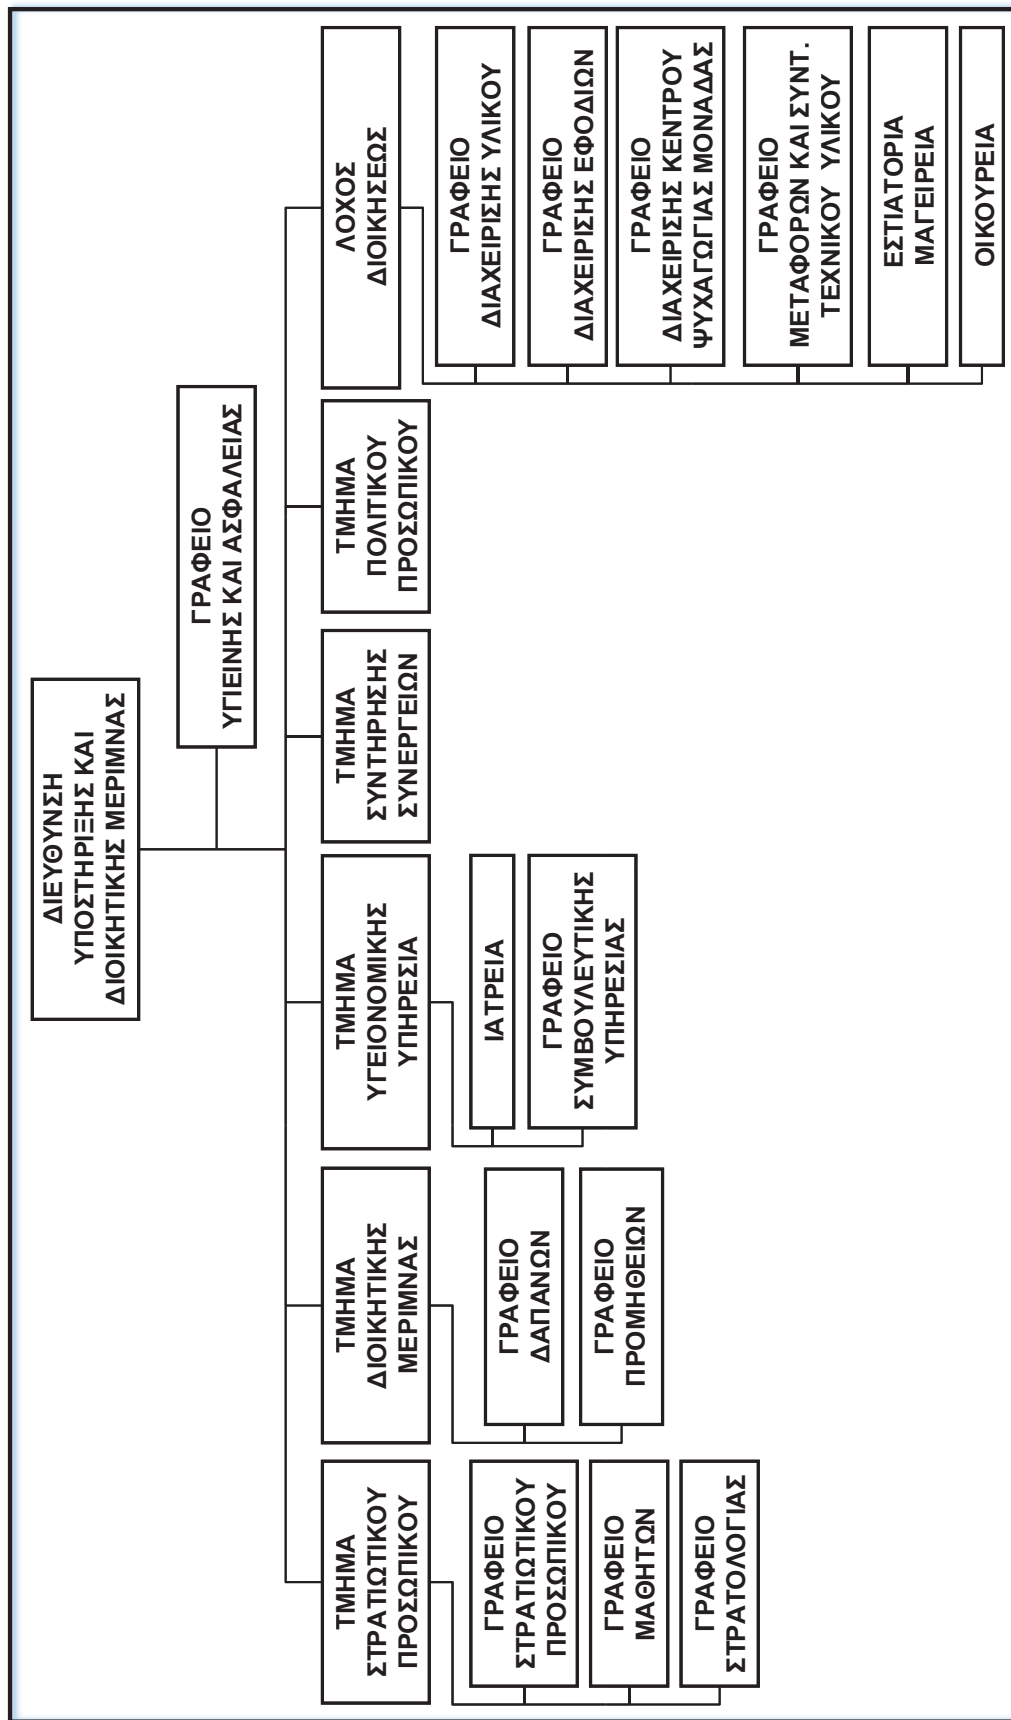 ΔΙΕΥΘΥΝΣΗ
ΥΠΟΣΤΗΡΙΞΗΣ ΚΑΙ
ΔΙΟΙΚΗΤΙΚΗΣ ΜΕΡΙΜΝΑΣ
ΓΡΑΦΕΙΟ
ΥΓΙΕΙΝΗΣ ΚΑΙ ΑΣΦΑΛΕΙΑΣ
ΤΜΗΜΑ
ΣΤΡΑΤΙΩΤΙΚΟΥ
ΠΡΟΣΩΠΙΚΟΥ
ΓΡΑΦΕΙΟ
ΣΤΡΑΤΙΩΤΙΚΟΥ
ΠΡΟΣΩΠΙΚΟΥ
ΓΡΑΦΕΙΟ
ΜΑΘΗΤΩΝ
ΓΡΑΦΕΙΟ
ΣΤΡΑΤΟΛΟΓΙΑΣ
ΤΜΗΜΑ
ΔΙΟΙΚΗΤΙΚΗΣ
ΜΕΡΙΜΝΑΣ
ΓΡΑΦΕΙΟ
ΔΑΠΑΝΩΝ
ΓΡΑΦΕΙΟ
ΠΡΟΜΗΘΕΙΩΝ
ΤΜΗΜΑ
ΥΓΕΙΟΝΟΜΙΚΗΣ
ΥΠΗΡΕΣΙΑ
ΙΑΤΡΕΙΑ
ΓΡΑΦΕΙΟ
ΣΥΜΒΟΥΛΕΥΤΙΚΗΣ
ΥΠΗΡΕΣΙΑΣ
ΤΜΗΜΑ
ΣΥΝΤΗΡΗΣΗΣ
ΣΥΝΕΡΓΕΙΩΝ
ΤΜΗΜΑ
ΠΟΛΙΤΙΚΟΥ
ΠΡΟΣΩΠΙΚΟΥ
ΛΟΧΟΣ
ΔΙΟΙΚΗΣΕΩΣ
ΓΡΑΦΕΙΟ
ΔΙΑΧΕΙΡΙΣΗΣ ΥΛΙΚΟΥ
ΓΡΑΦΕΙΟ
ΔΙΑΧΕΙΡΙΣΗΣ ΕΦΟΔΙΩΝ
ΓΡΑΦΕΙΟ
ΔΙΑΧΕΙΡΙΣΗΣ ΚΕΝΤΡΟΥ
ΨΥΧΑΓΩΓΙΑΣ ΜΟΝΑΔΑΣ
ΓΡΑΦΕΙΟ
ΜΕΤΑΦΟΡΩΝ ΚΑΙ ΣΥΝΤ.
ΤΕΧΝΙΚΟΥ ΥΛΙΚΟΥ
ΕΣΤΙΑΤΟΡΙΑ
ΜΑΓΕΙΡΕΙΑ
ΟΙΚΟΥΡΕΙΑ